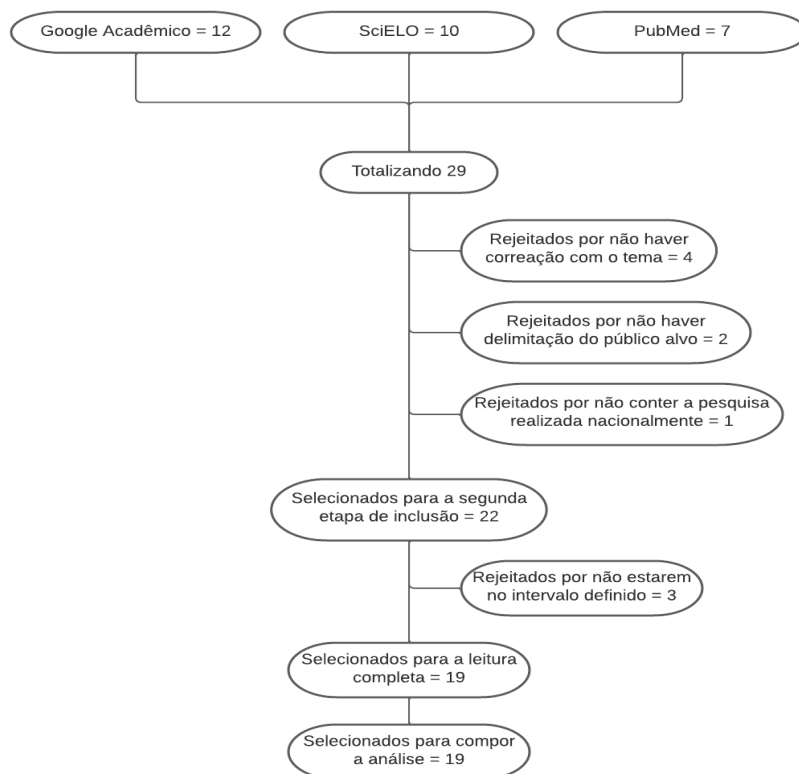 Google Acadêmico = 12
SciELO = 10
PubMed = 7
Totalizando 29
Rejeitados por não haver
correação com o tema = 4
Rejeitados por não haver
delimitação do público alvo = 2
Rejeitados por não conter a pesquisa
realizada nacionalmente = 1
Selecionados para a segunda
etapa de inclusão = 22
Rejeitados por não estarem
no intervalo definido = 3
Selecionados para a leitura
completa = 19
Selecionados para compor
a análise = 19